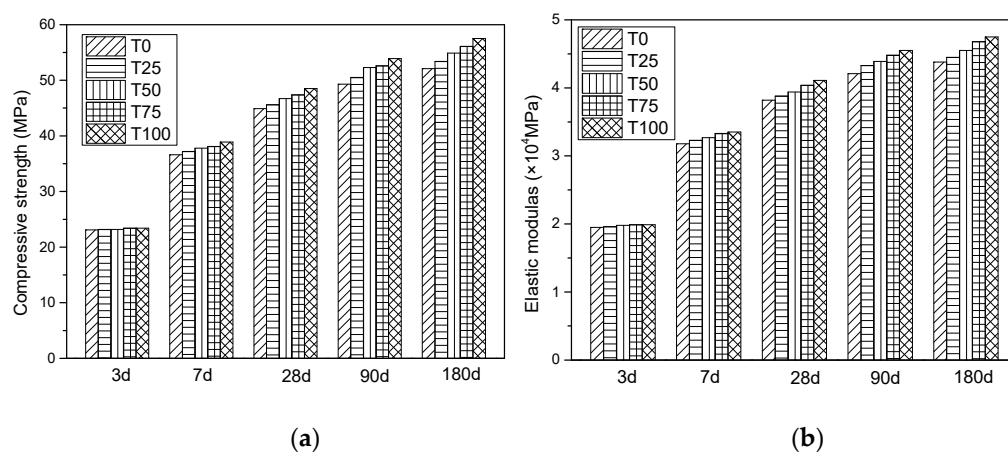 Compressive strength (MPa)
60
50
40
30
20
10
0
T0
T25
T50
T75
T100
3d 7d 28d 90d 180d
(a)
Elastic modulas (×10⁴MPa)
5
4
3
2
1
0
T0
T25
T50
T75
T100
3d 7d 28d 90d 180d
(b)